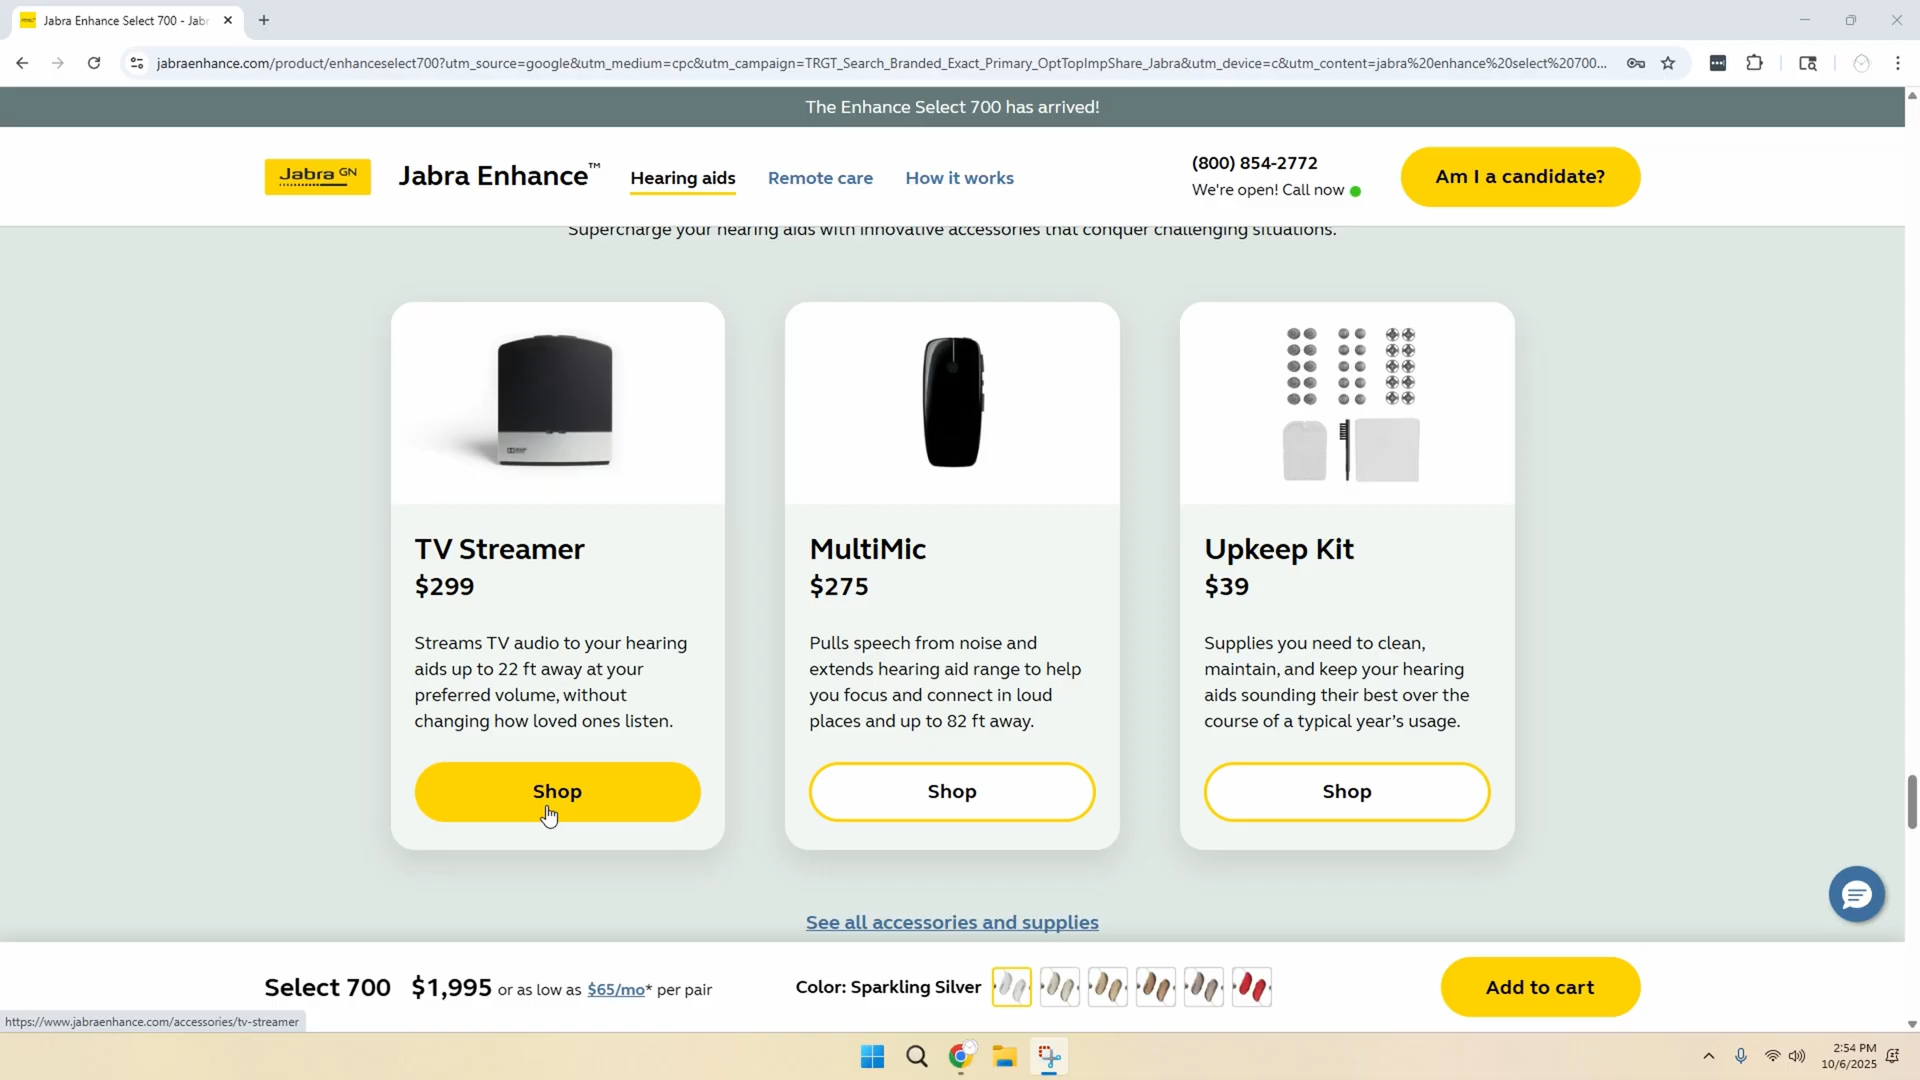 Jabra Enhance Select 700 - Jab
jabraenhance.com/product/enhanceselect700?utm_source=google&utm_medium=cpc&utm_campaign=TRGT_Search_Branded_Exact_Primary_OptTopImpShare_Jabra&utm_device=c&utm_content=jabra%20enhance%20select%20700...
The Enhance Select 700 has arrived!
Jabra GN
Jabra Enhance™
Hearing aids
Remote care
How it works
(800) 854-2772
We're open! Call now
Am I a candidate?
Supercharge your hearing aids with innovative accessories that conquer challenging situations.
TV Streamer
$299
Streams TV audio to your hearing
aids up to 22 ft away at your
preferred volume, without
changing how loved ones listen.
Shop
MultiMic
$275
Pulls speech from noise and
extends hearing aid range to help
you focus and connect in loud
places and up to 82 ft away.
Shop
Upkeep Kit
$39
Supplies you need to clean,
maintain, and keep your hearing
aids sounding their best over the
course of a typical year's usage.
Shop
See all accessories and supplies
Select 700 $1,995 or as low as $65/mo* per pair
Color: Sparkling Silver
Add to cart
https://www.jabraenhance.com/accessories/tv-streamer
2:54 PM
10/6/2025